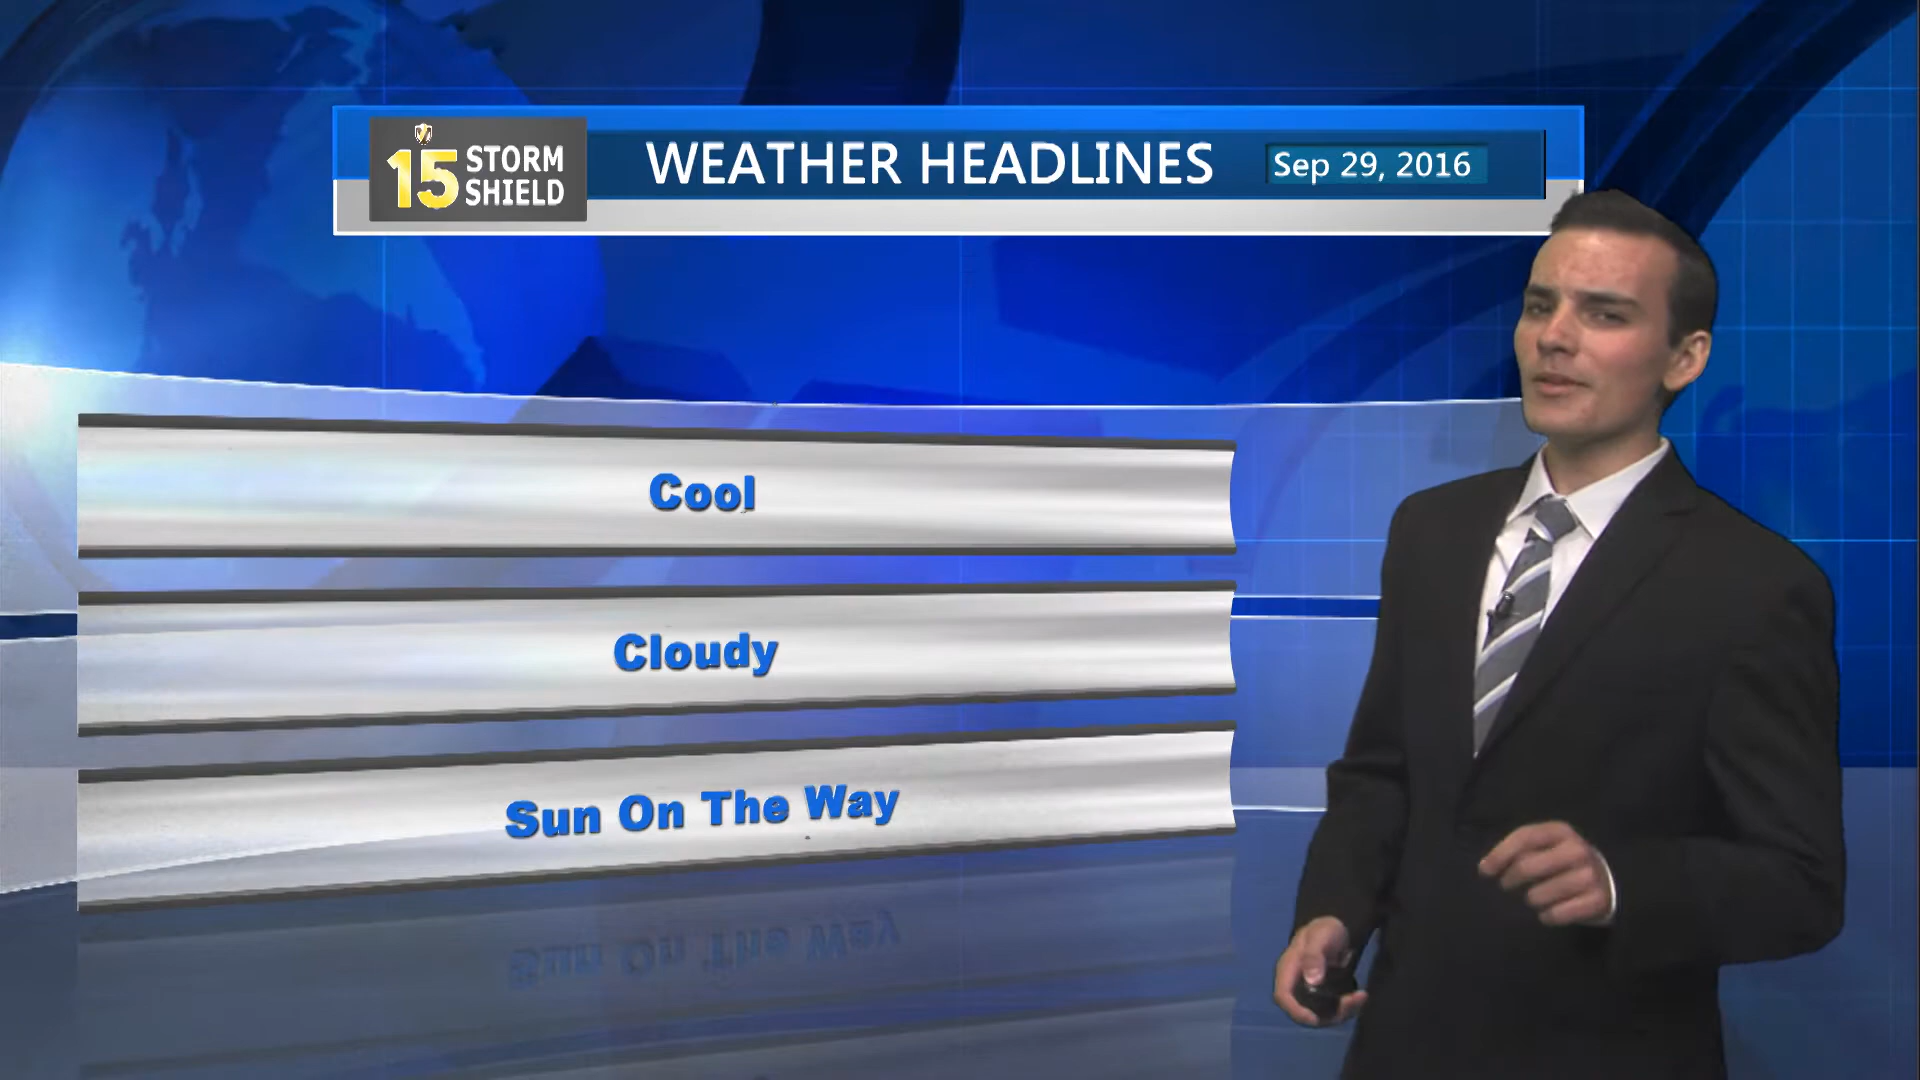 15 STORM
SHIELD
WEATHER HEADLINES
Sep 29, 2016
Cool
Cloudy
Sun On The Way